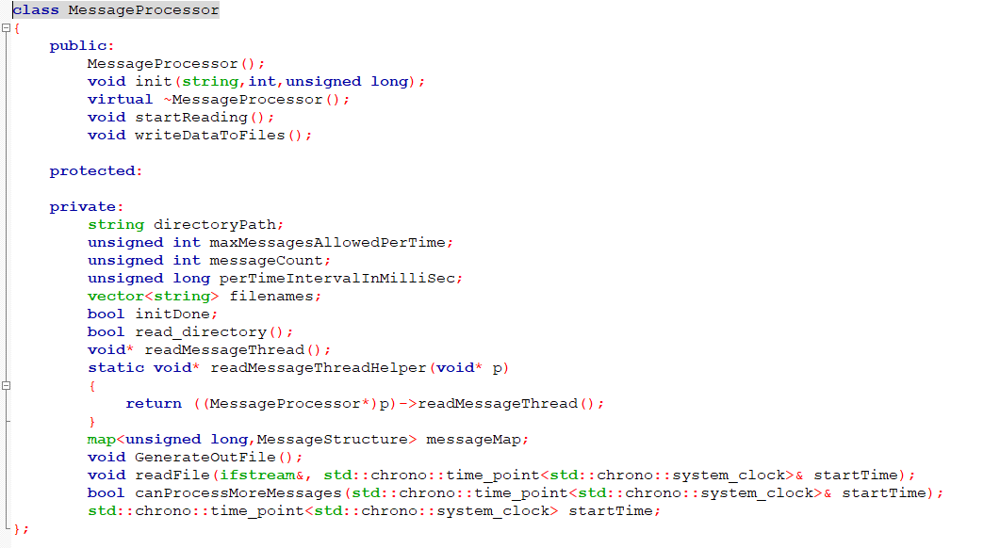 class MessageProcessor
{
    public:
        MessageProcessor();
        void init(string,int,unsigned long);
        virtual ~MessageProcessor();
        void startReading();
        void writeDataToFiles();

    protected:

    private:
        string directoryPath;
        unsigned int maxMessagesAllowedPerTime;
        unsigned int messageCount;
        unsigned long perTimeIntervalInMilliSec;
        vector<string> filenames;
        bool initDone;
        bool read_directory();
        void* readMessageThread();
        static void* readMessageThreadHelper(void* p)
        {
            return ((MessageProcessor*)p)->readMessageThread();
        }
        map<unsigned long,MessageStructure> messageMap;
        void GenerateOutFile();
        void readFile(ifstream&, std::chrono::time_point<std::chrono::system_clock>& startTime);
        bool canProcessMoreMessages(std::chrono::time_point<std::chrono::system_clock>& startTime);
        std::chrono::time_point<std::chrono::system_clock> startTime;
};